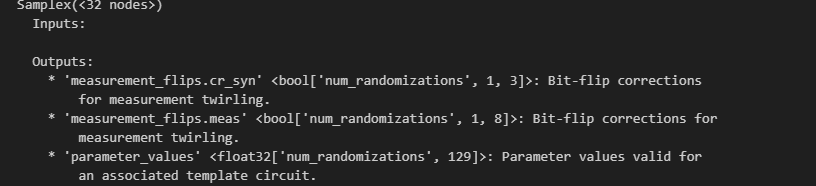 Samplex(<32 nodes>)
Inputs:
Outputs:
* 'measurement_flips.cr_syn' <bool['num_randomizations', 1, 3]>: Bit-flip corrections
for measurement twirling.
* 'measurement_flips.meas' <bool['num_randomizations', 1, 8]>: Bit-flip corrections for
measurement twirling.
* 'parameter_values' <float32['num_randomizations', 129]>: Parameter values valid for
an associated template circuit.